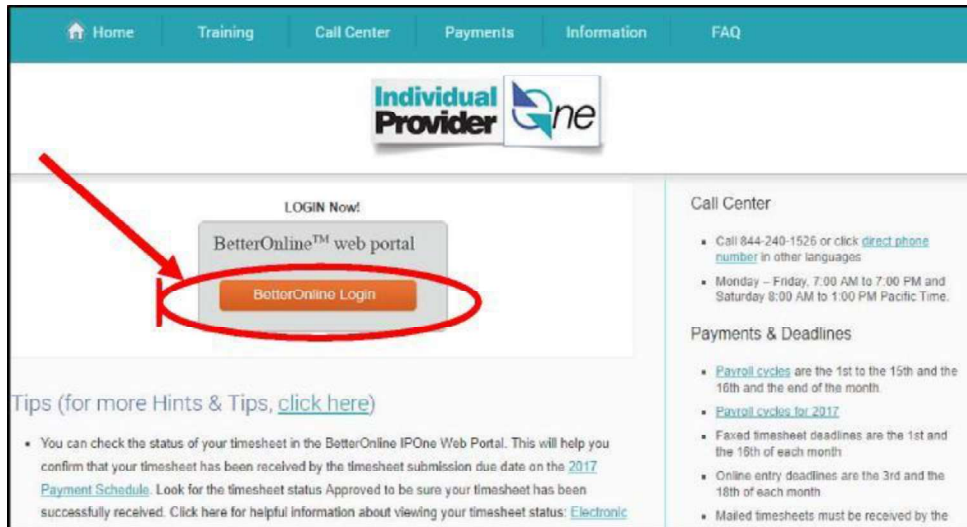 Home Training Call Center Payments Information FAQ
Individual
Provider One
LOGIN Now!
BetterOnline™ web portal
BetterOnline Login
Tips (for more Hints & Tips, click here)
▪ You can check the status of your timesheet in the BetterOnline IPOne Web Portal. This will help you
confirm that your timesheet has been received by the timesheet submission due date on the 2017
Payment Schedule. Look for the timesheet status Approved to be sure your timesheet has been
successfully received. Click here for helpful information about viewing your timesheet status: Electronic
Call Center
▪ Call 844-240-1526 or click direct phone
number in other languages
▪ Monday – Friday, 7:00 AM to 7:00 PM and
Saturday 8:00 AM to 1:00 PM Pacific Time.
Payments & Deadlines
▪ Payroll cycles are the 1st to the 15th and the
16th and the end of the month.
▪ Payroll cycles for 2017
▪ Faxed timesheet deadlines are the 1st and
the 16th of each month
▪ Online entry deadlines are the 3rd and the
18th of each month
▪ Mailed timesheets must be received by the